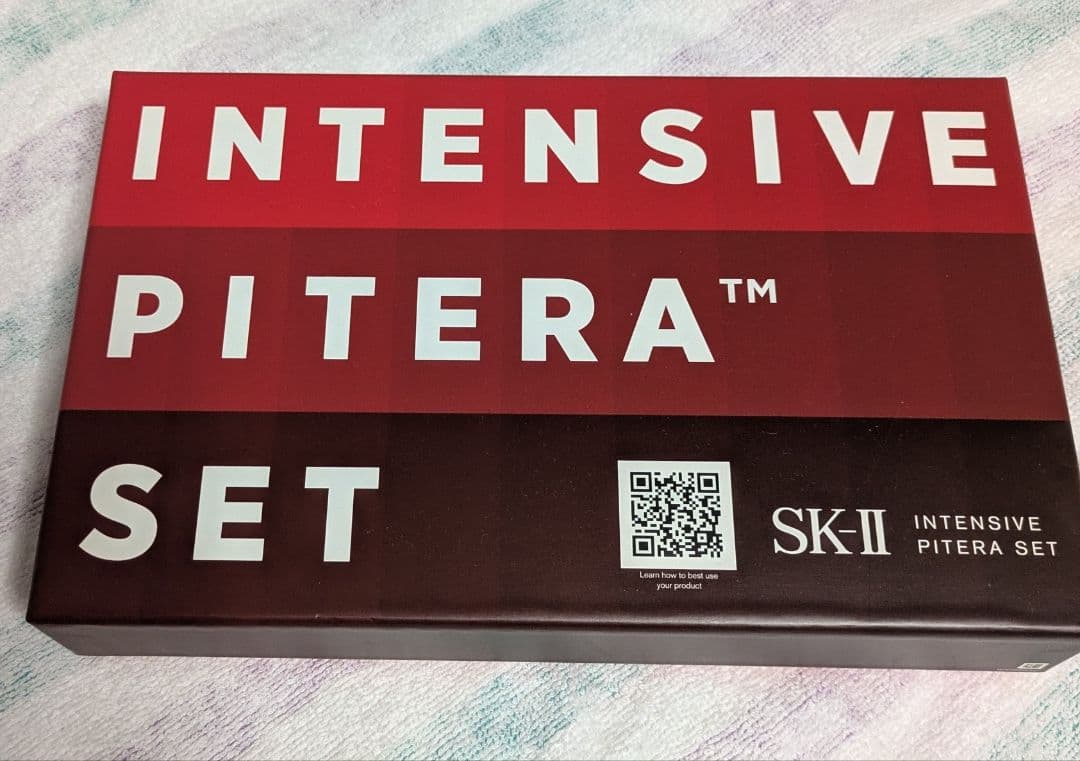 INTENSIVE
PITERA™
SET
Learn how to best use
your product
SK-II
INTENSIVE
PITERA SET